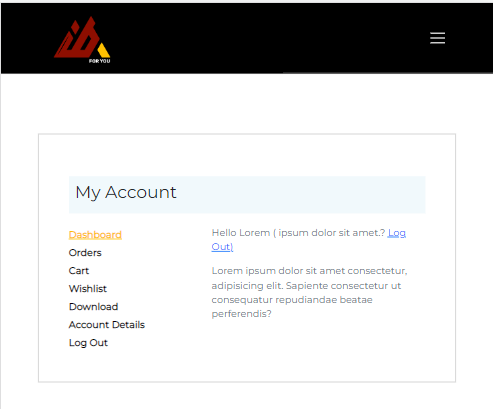 FOR YOU
My Account
Dashboard
Orders
Cart
Wishlist
Download
Account Details
Log Out
Hello Lorem ( ipsum dolor sit amet.? Log
Out)
Lorem ipsum dolor sit amet consectetur,
adipisicing elit. Sapiente consectetur ut
consequatur repudiandae beatae
perferendis?